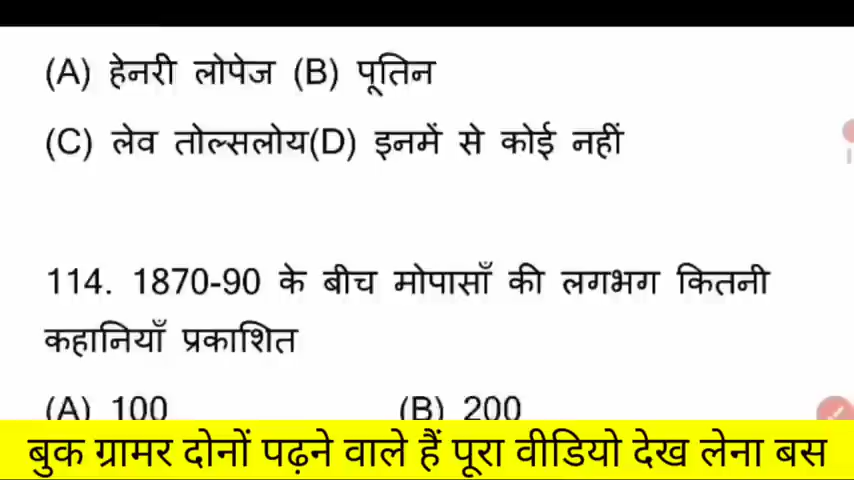 (A) हेनरी लोपेज (B) पूतिन
(C) लेव तोल्सलोय(D) इनमें से कोई नहीं
114. 1870-90 के बीच मोपासाँ की लगभग कितनी
कहानियाँ प्रकाशित
(A) 100 (B) 200
बुक ग्रामर दोनों पढ़ने वाले हैं पूरा वीडियो देख लेना बस